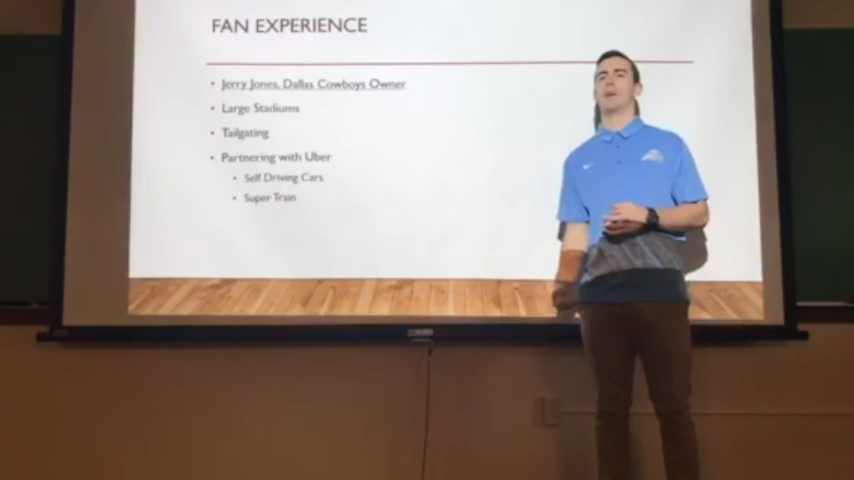 FAN EXPERIENCE
• Jerry Jones, Dallas Cowboys Owner
• Large Stadiums
• Tailgating
• Partnering with Uber
• Self Driving Cars
• Super Train